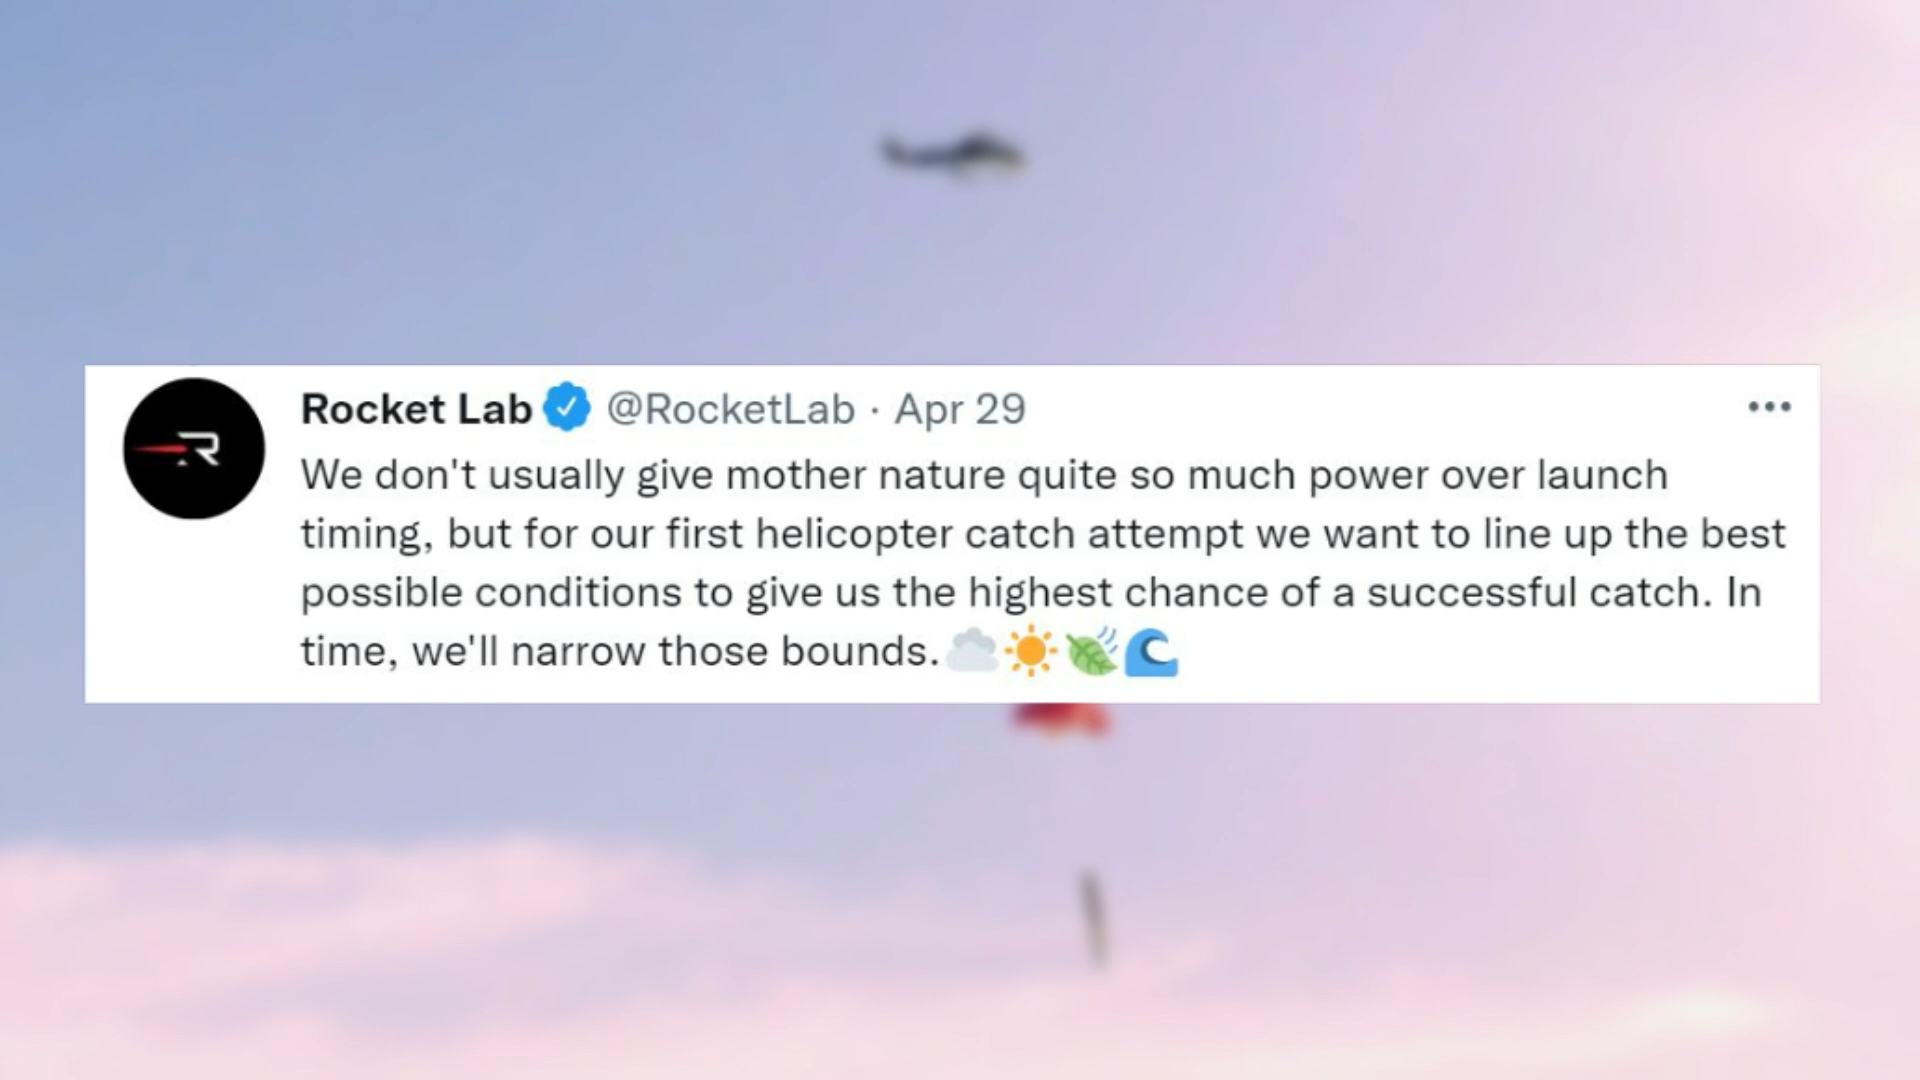 Rocket Lab @RocketLab · Apr 29
We don't usually give mother nature quite so much power over launch
timing, but for our first helicopter catch attempt we want to line up the best
possible conditions to give us the highest chance of a successful catch. In
time, we'll narrow those bounds.☁️☀️🍃🌊